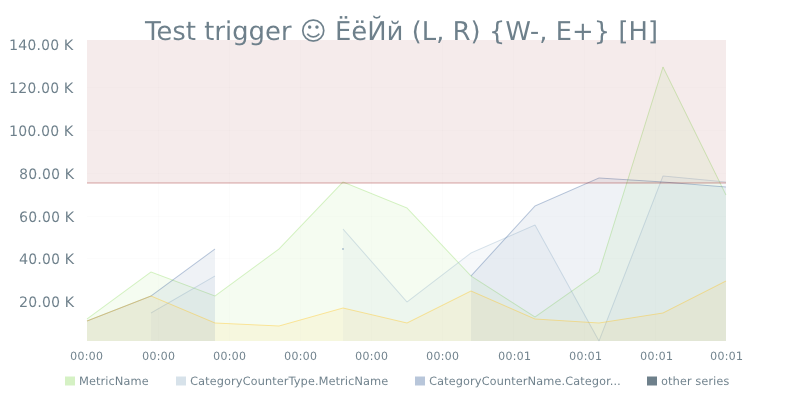 Test trigger ☺ ЁёЙй (L, R) {W-, E+} [H]
140.00 K
120.00 K
100.00 K
80.00 K
60.00 K
40.00 K
20.00 K
00:00 00:00 00:00 00:00 00:00 00:00 00:01 00:01 00:01 00:01
MetricName CategoryCounterType.MetricName CategoryCounterName.Categor... other series